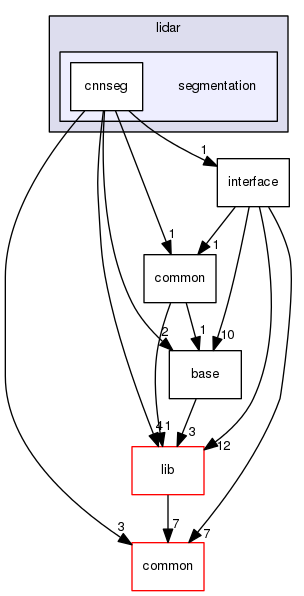 lidar
cnnseg
segmentation
1
interface
1
1
common
2
1
10
base
4
1
3
12
lib
3
7
7
common